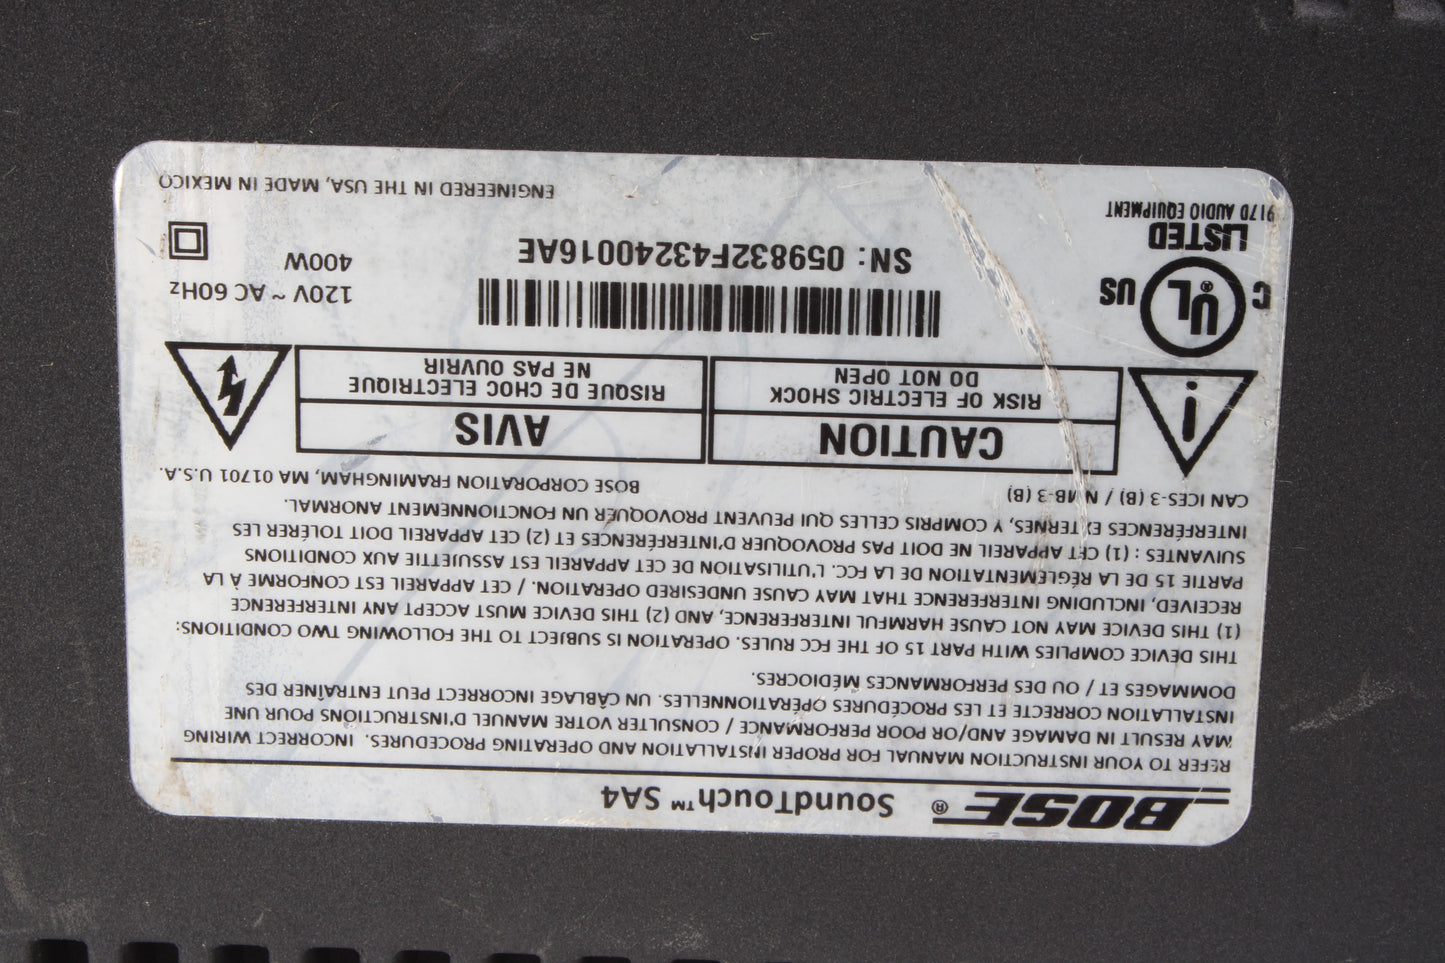 BOSE® SoundTouch™ SA4
REFER TO YOUR INSTRUCTION MANUAL FOR PROPER INSTALLATION AND OPERATING PROCEDURES. INCORRECT WIRING
MAY RESULT IN DAMAGE AND/OR POOR PERFORMANCE / CONSULTER VOTRE MANUEL D'INSTRUCTIONS POUR UNE
INSTALLATION CORRECTE ET LES PROCÉDURES OPÉRATIONNELLES. UN CÂBLAGE INCORRECT PEUT ENTRAÎNER DES
DOMMAGES ET / OU DES PERFORMANCES MÉDIOCRES.
THIS DEVICE COMPLIES WITH PART 15 OF THE FCC RULES. OPERATION IS SUBJECT TO THE FOLLOWING TWO CONDITIONS:
(1) THIS DEVICE MAY NOT CAUSE HARMFUL INTERFERENCE, AND (2) THIS DEVICE MUST ACCEPT ANY INTERFERENCE
RECEIVED, INCLUDING INTERFERENCE THAT MAY CAUSE UNDESIRED OPERATION. / CET APPAREIL EST CONFORME À LA
PARTIE 15 DE LA RÉGLEMENTATION DE LA FCC. L'UTILISATION DE CET APPAREIL EST ASSUJETTIE AUX CONDITIONS
SUIVANTES : (1) CET APPAREIL NE DOIT PAS PROVOQUER D'INTERFÉRENCES ET (2) CET APPAREIL DOIT TOLÉRER LES
INTERFÉRENCES EXTERNES, Y COMPRIS CELLES QUI PEUVENT PROVOQUER UN FONCTIONNEMENT ANORMAL.
CAN ICES-3 (B) / NMB-3 (B) BOSE CORPORATION FRAMINGHAM, MA 01701 U.S.A.
CAUTION
RISK OF ELECTRIC SHOCK
DO NOT OPEN
AVIS
RISQUE DE CHOC ELECTRIQUE
NE PAS OUVRIR
C UL® US
LISTED
917D AUDIO EQUIPMENT
SN: 059832F43240016AE
120V ~ AC 60Hz
400W
ENGINEERED IN THE USA, MADE IN MEXICO